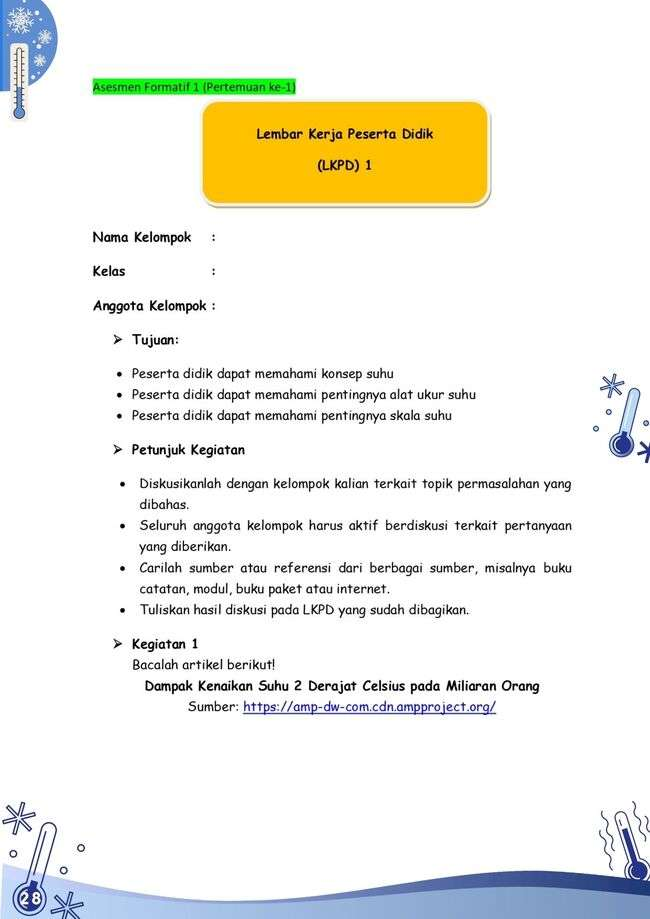 Asesmen Formatif 1 (Pertemuan ke-1)
Lembar Kerja Peserta Didik
(LKPD) 1
Nama Kelompok :
Kelas :
Anggota Kelompok :
➢ Tujuan:
• Peserta didik dapat memahami konsep suhu
• Peserta didik dapat memahami pentingnya alat ukur suhu
• Peserta didik dapat memahami pentingnya skala suhu
➢ Petunjuk Kegiatan
• Diskusikanlah dengan kelompok kalian terkait topik permasalahan yang
dibahas.
• Seluruh anggota kelompok harus aktif berdiskusi terkait pertanyaan
yang diberikan.
• Carilah sumber atau referensi dari berbagai sumber, misalnya buku
catatan, modul, buku paket atau internet.
• Tuliskan hasil diskusi pada LKPD yang sudah dibagikan.
➢ Kegiatan 1
Bacalah artikel berikut!
Dampak Kenaikan Suhu 2 Derajat Celsius pada Miliaran Orang
Sumber: https://amp-dw-com.cdn.ampproject.org/
28